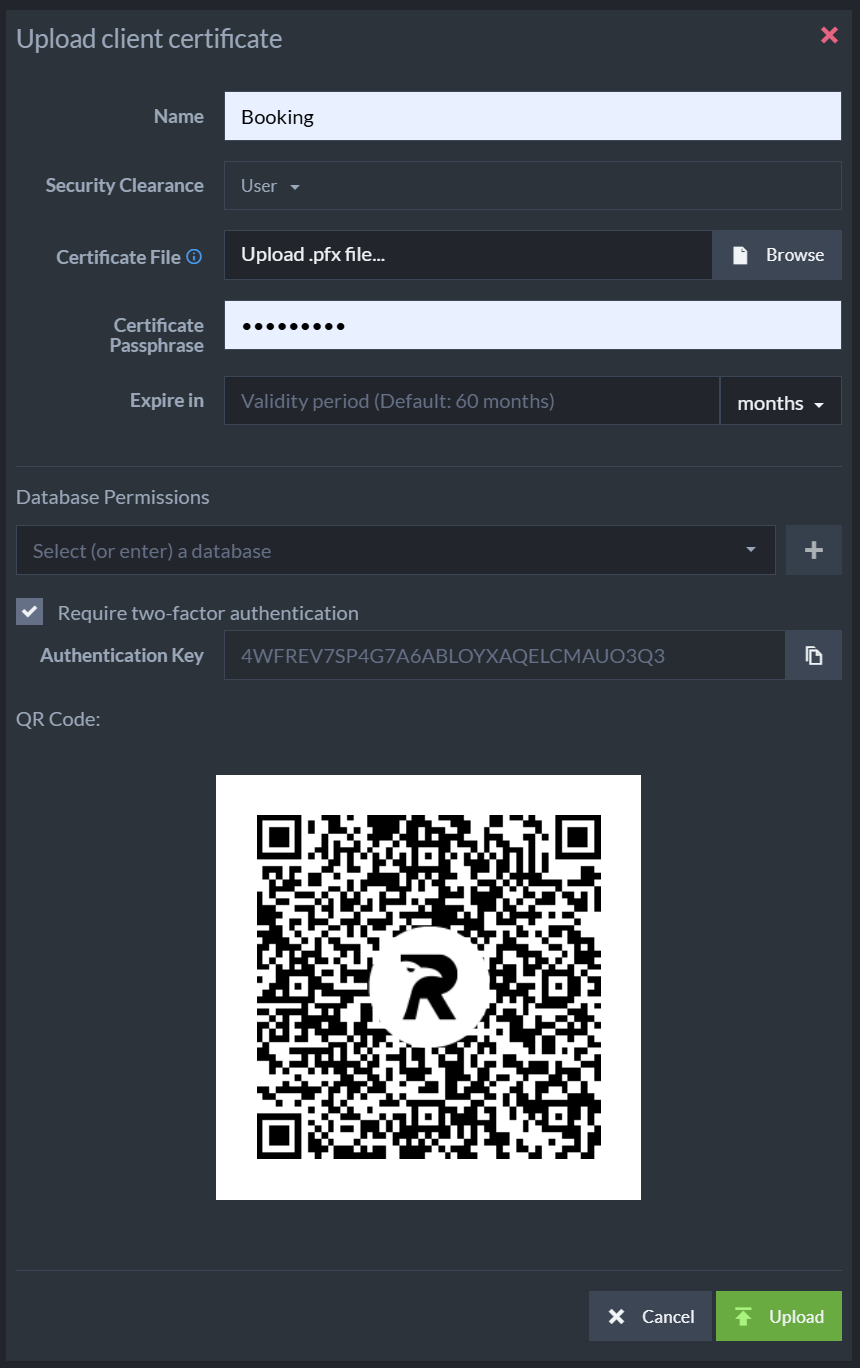 Upload client certificate
Name
Booking
Security Clearance
User
Certificate File
Upload .pfx file...
Browse
Certificate
Passphrase
•••••••••
Expire in
Validity period (Default: 60 months)
months
Database Permissions
Select (or enter) a database
Require two-factor authentication
Authentication Key
4WFREV7SP4G7A6ABLOYXAQELCMAUO3Q3
QR Code:
R
Cancel
Upload